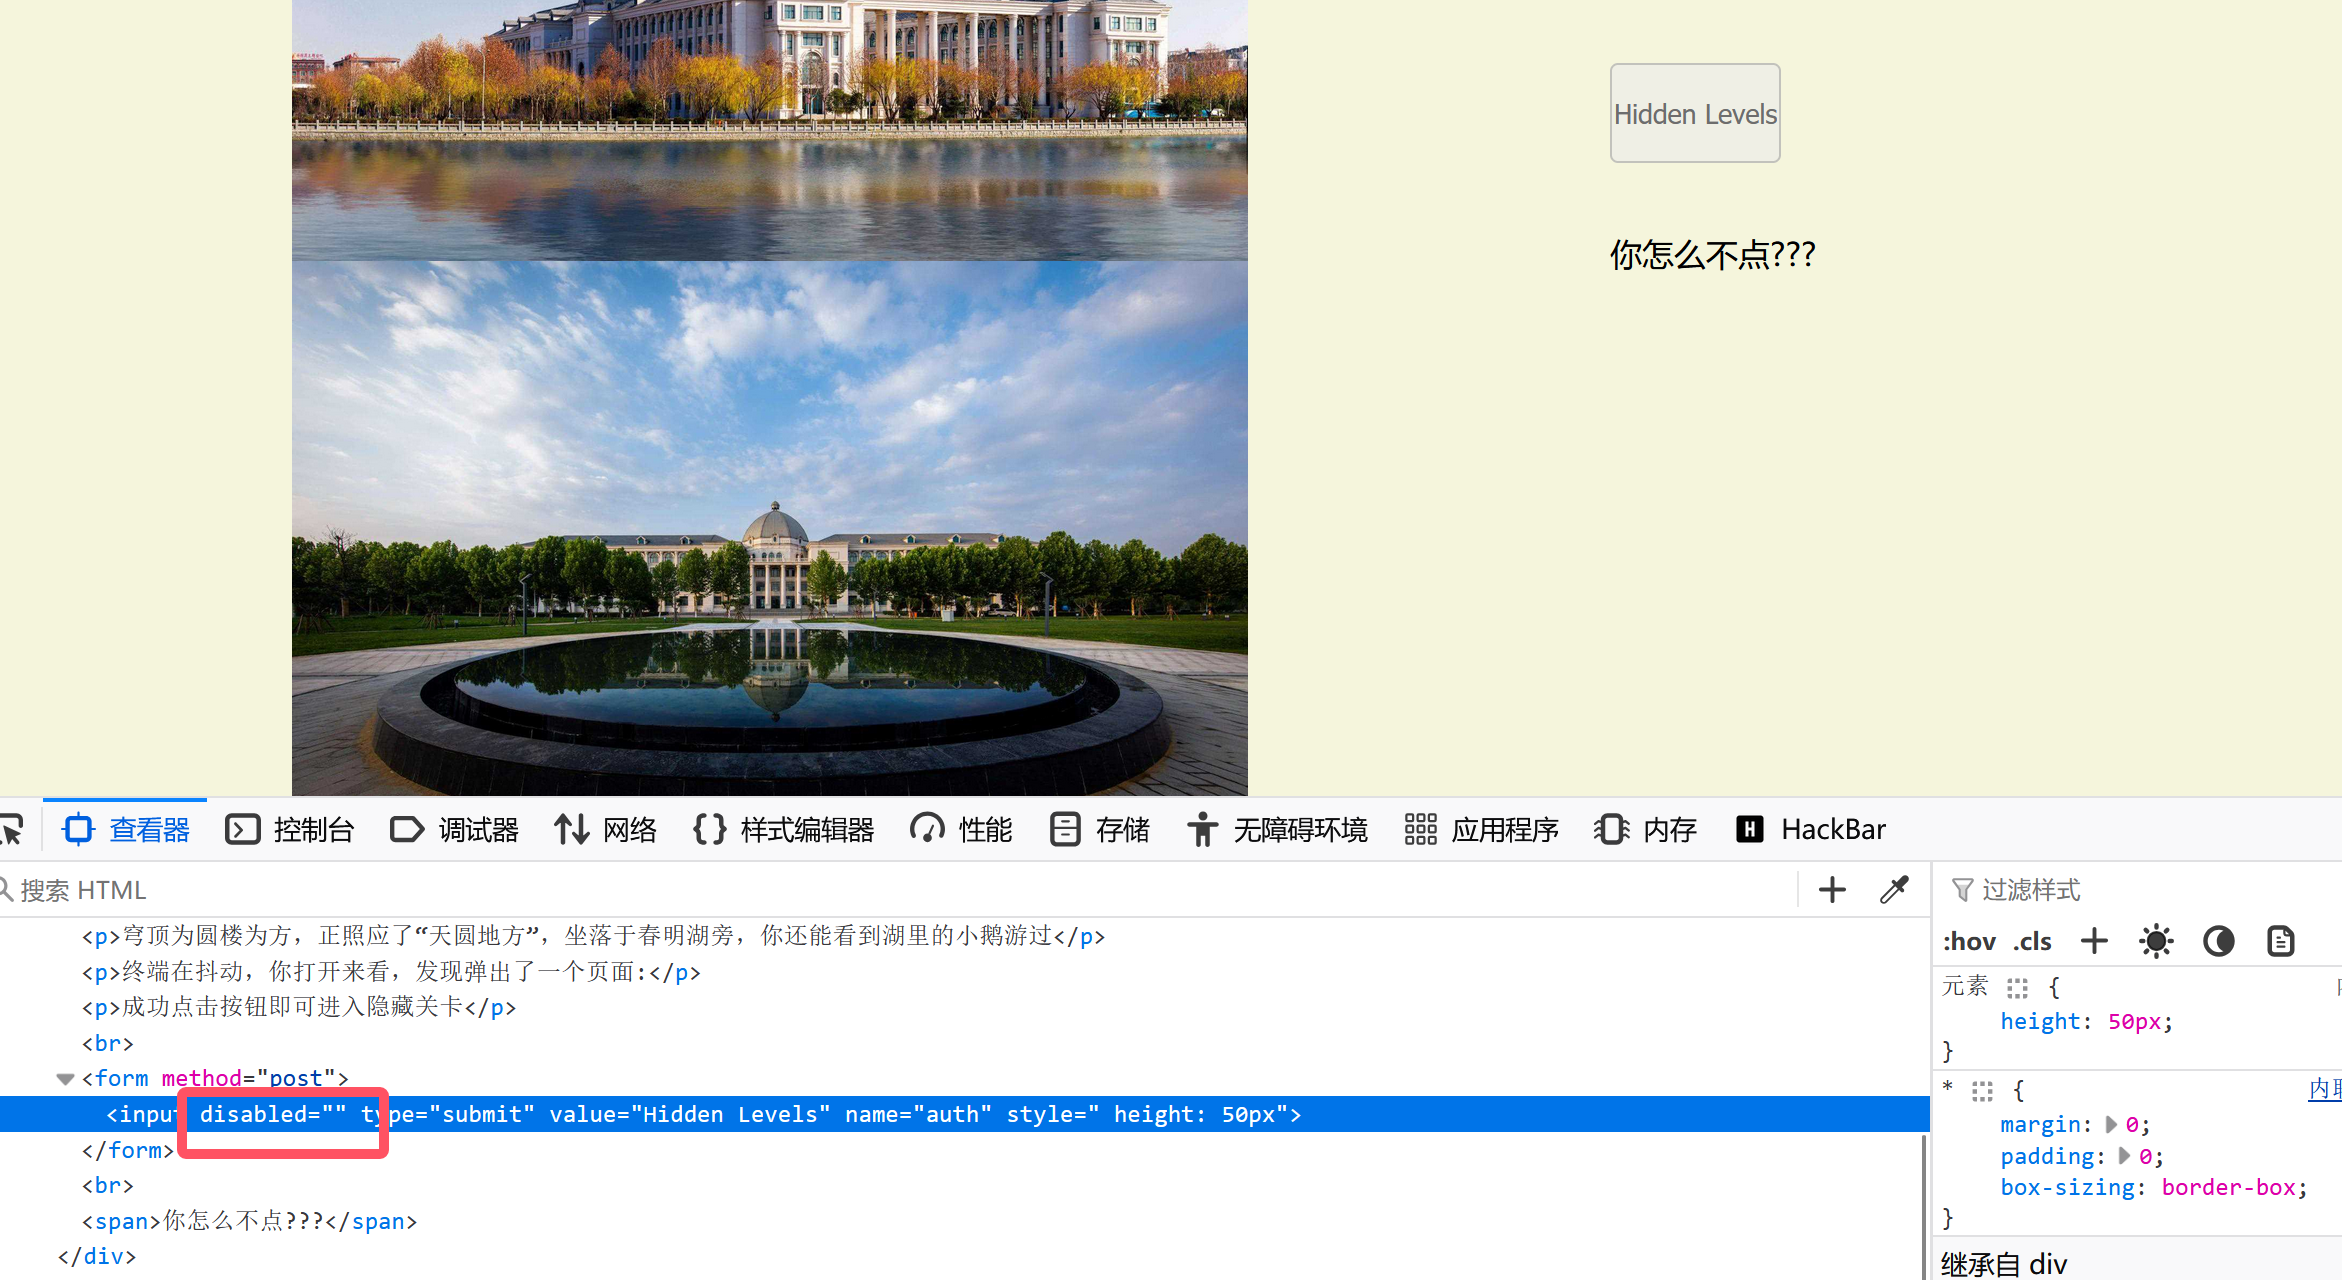 Hidden Levels
你怎么不点???
查看器 控制台 调试器 网络 样式编辑器 性能 存储 无障碍环境 应用程序 内存 HackBar
搜索 HTML
<p>穹顶为圆楼为方，正照应了“天圆地方”，坐落于春明湖旁，你还能看到湖里的小鹅游过</p>
<p>终端在抖动，你打开来看，发现弹出了一个页面:</p>
<p>成功点击按钮即可进入隐藏关卡</p>
<br>
<form method="post">
<input disabled="" type="submit" value="Hidden Levels" name="auth" style=" height: 50px">
</form>
<br>
<span>你怎么不点???</span>
</div>
过滤样式
:hov .cls
元素 {
height: 50px;
}
* {
margin: 0;
padding: 0;
box-sizing: border-box;
}
继承自 div